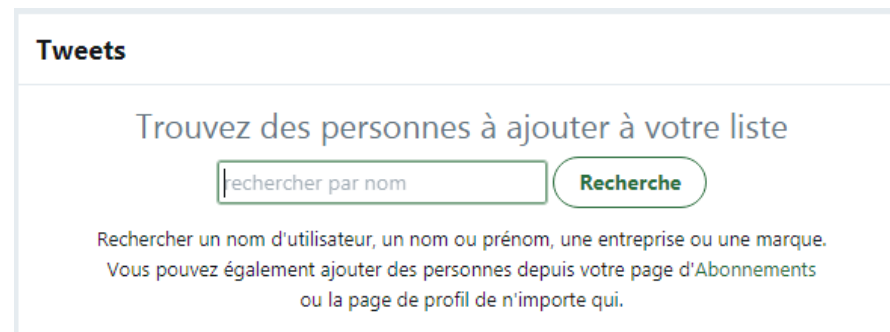 Tweets
Trouvez des personnes à ajouter à votre liste
rechercher par nom
Recherche
Rechercher un nom d'utilisateur, un nom ou prénom, une entreprise ou une marque.
Vous pouvez également ajouter des personnes depuis votre page d'Abonnements
ou la page de profil de n'importe qui.